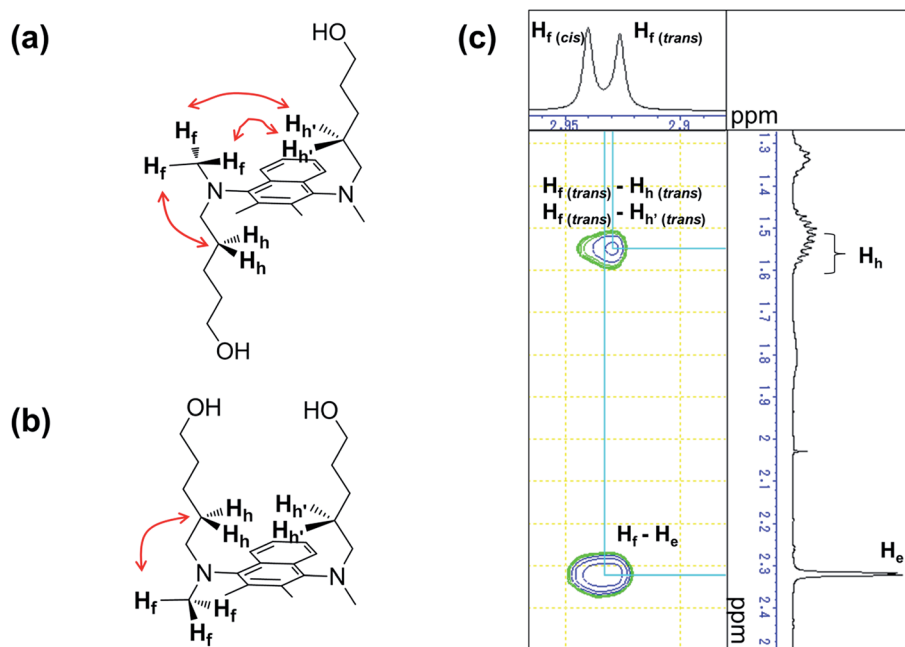 (a)
HO
Hh'
Hh'
Hf
Hf
Hf
N
N
Hh
Hh
OH
(b)
OH
HO
Hh
Hh
Hh'
Hh'
N
N
Hf
Hf
Hf
(c)
Hf (cis)
Hf (trans)
2.95
2.9
ppm
Hf (trans) - Hh (trans)
Hf (trans) - Hh' (trans)
Hf - He
1.3
1.4
1.5
1.6
1.7
1.8
1.9
2
2.1
2.2
2.3
2.4
2
ppm
Hh
He